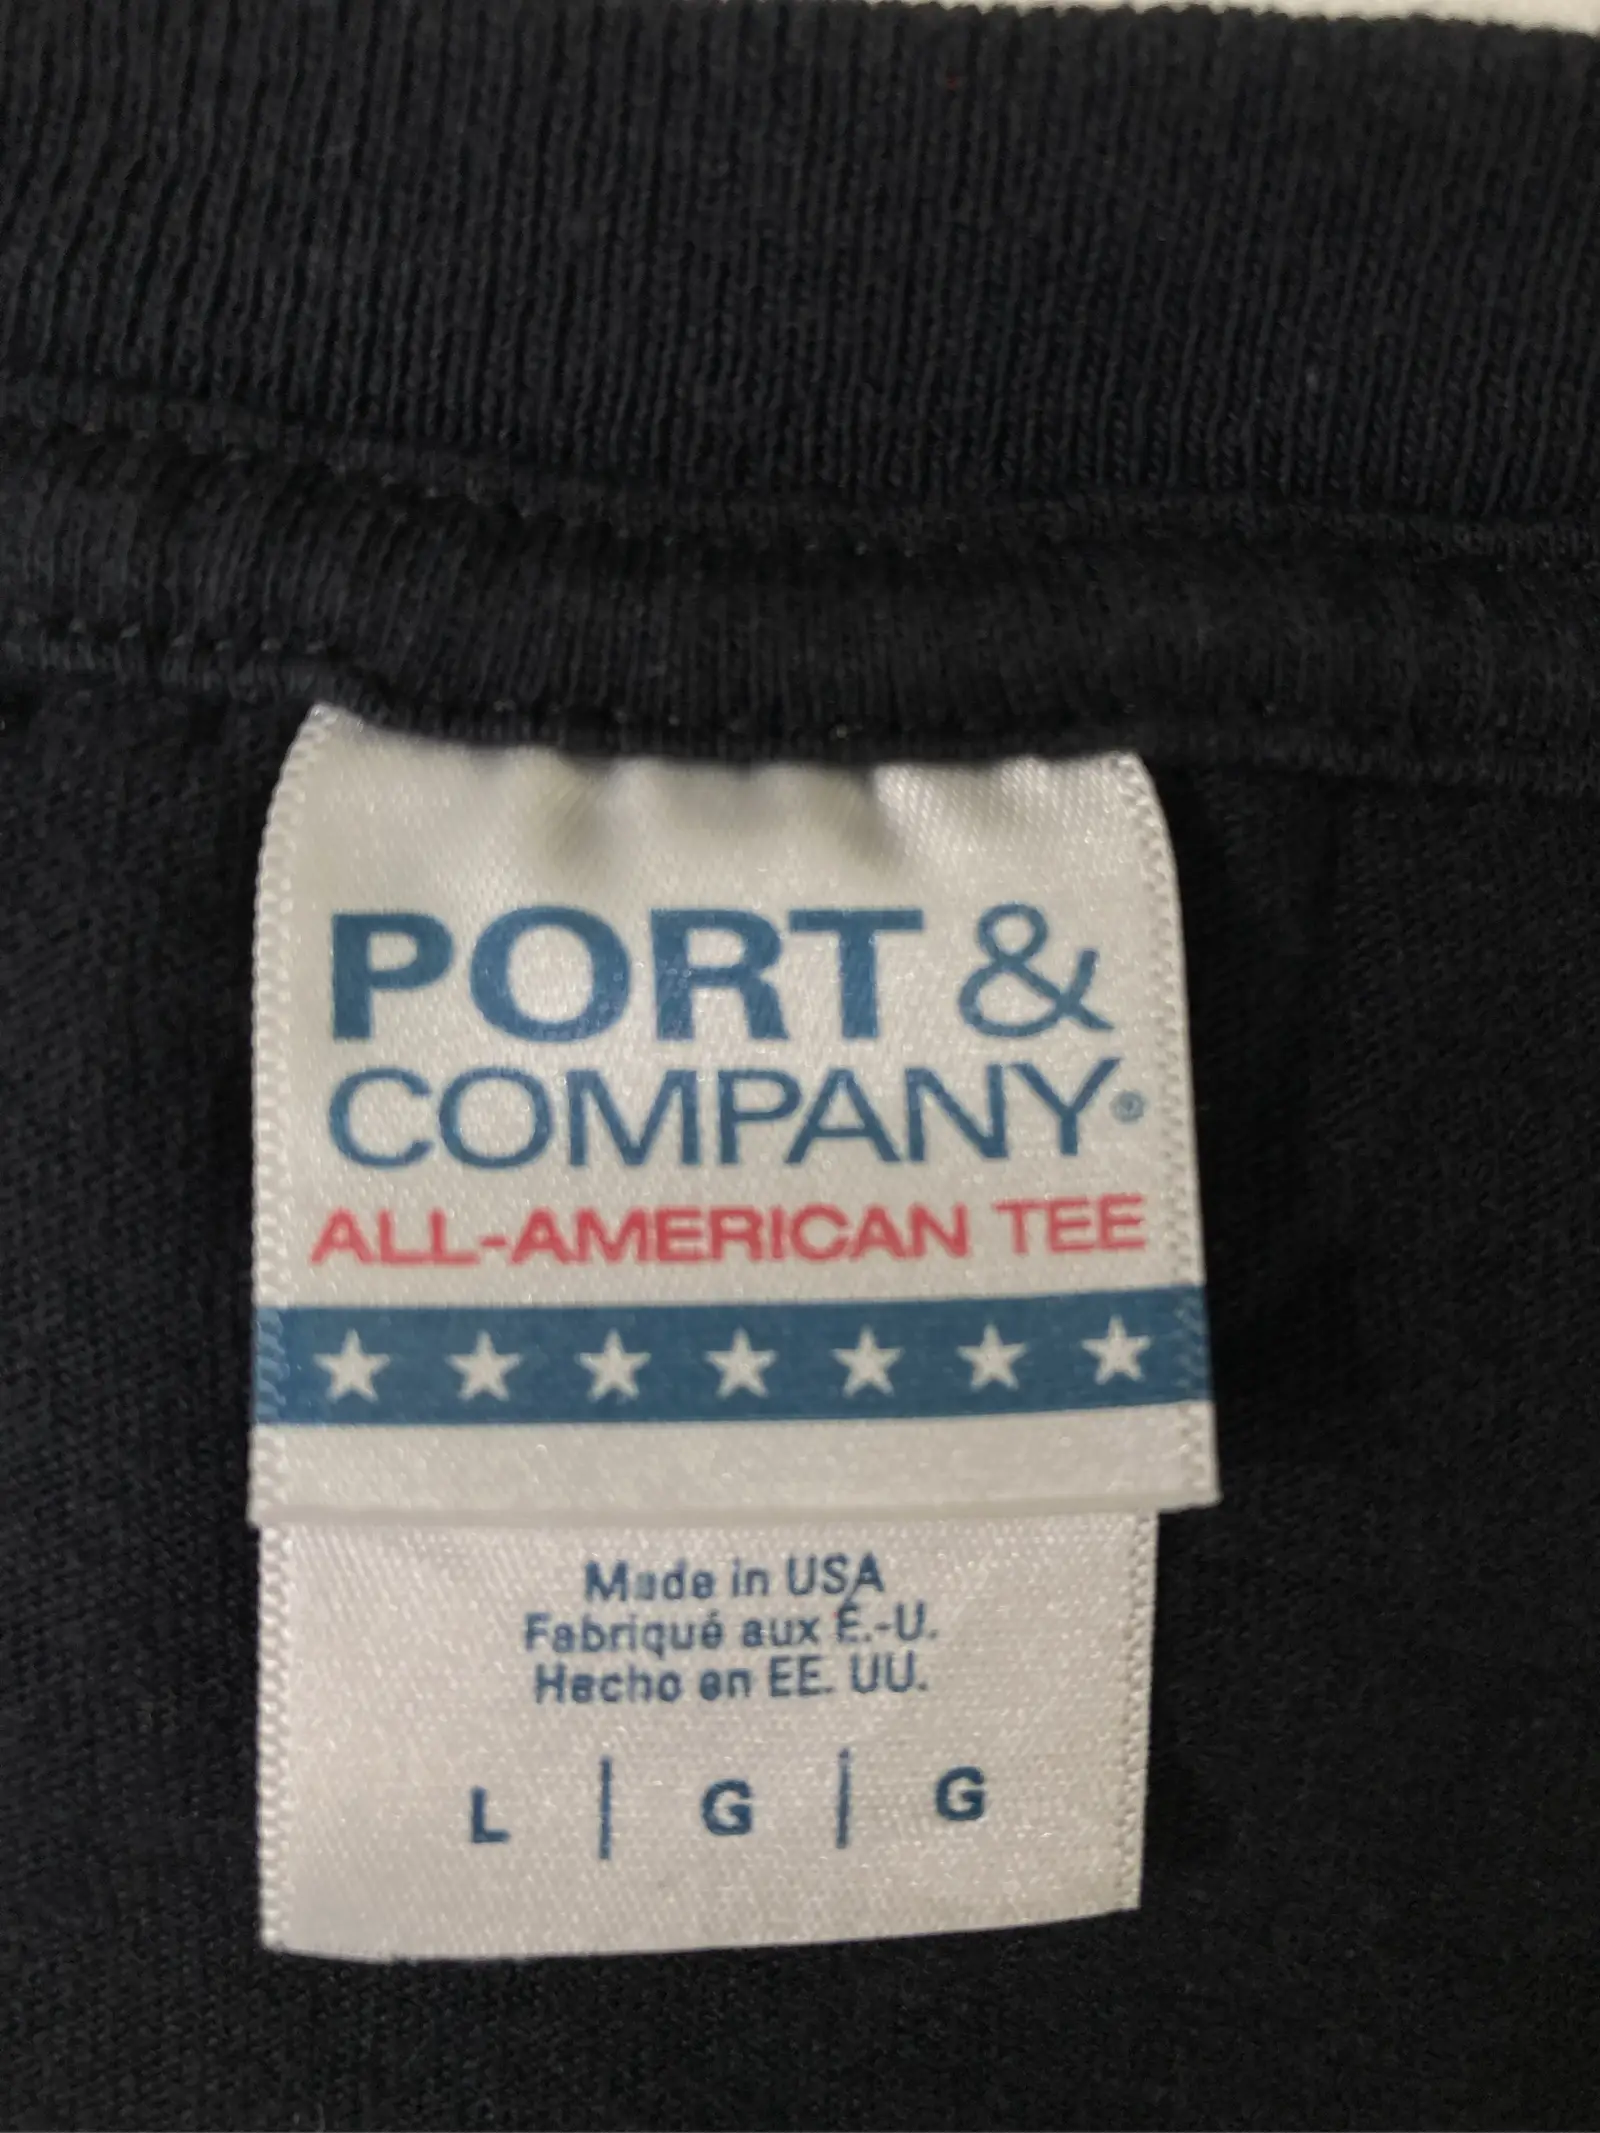 PORT &
COMPANY®
ALL-AMERICAN TEE
Made in USA
Fabriqué aux É.-U.
Hecho en EE. UU.
L | G | G